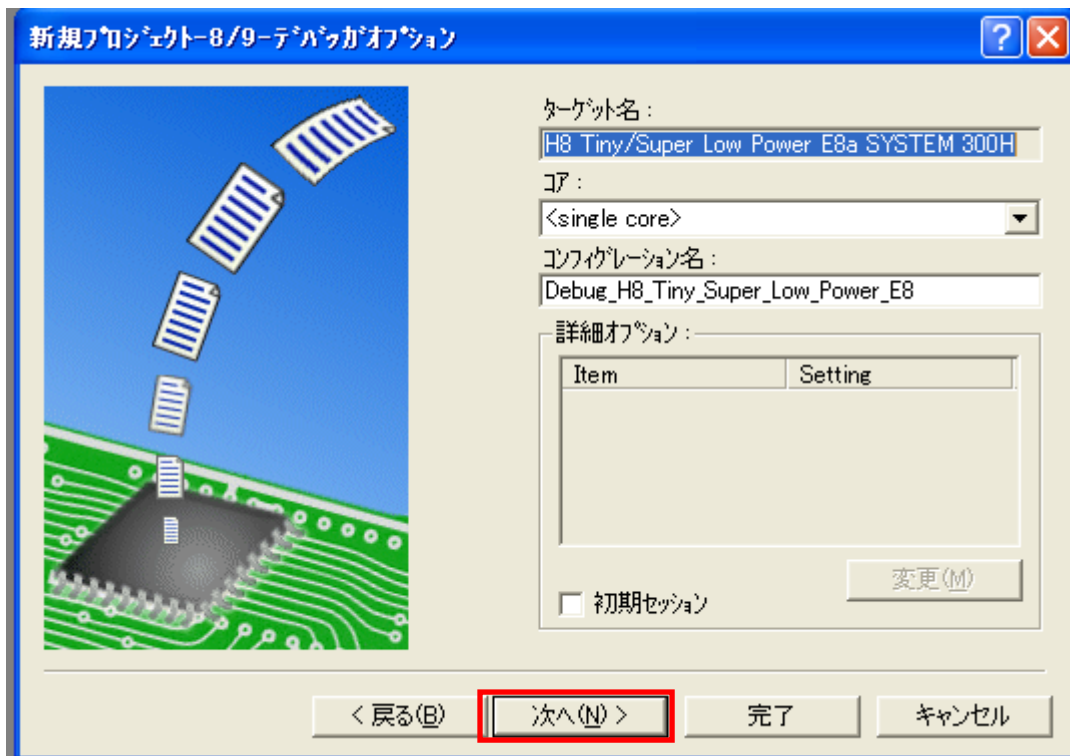 新規プロジェクト-8/9-デバッガオプション
ターゲット名：
H8 Tiny/Super Low Power E8a SYSTEM 300H
コア：
<single core>
コンフィグレーション名：
Debug_H8_Tiny_Super_Low_Power_E8
詳細オプション：
Item Setting
変更(M)
初期セッション
< 戻る(B) 次へ(N) > 完了 キャンセル